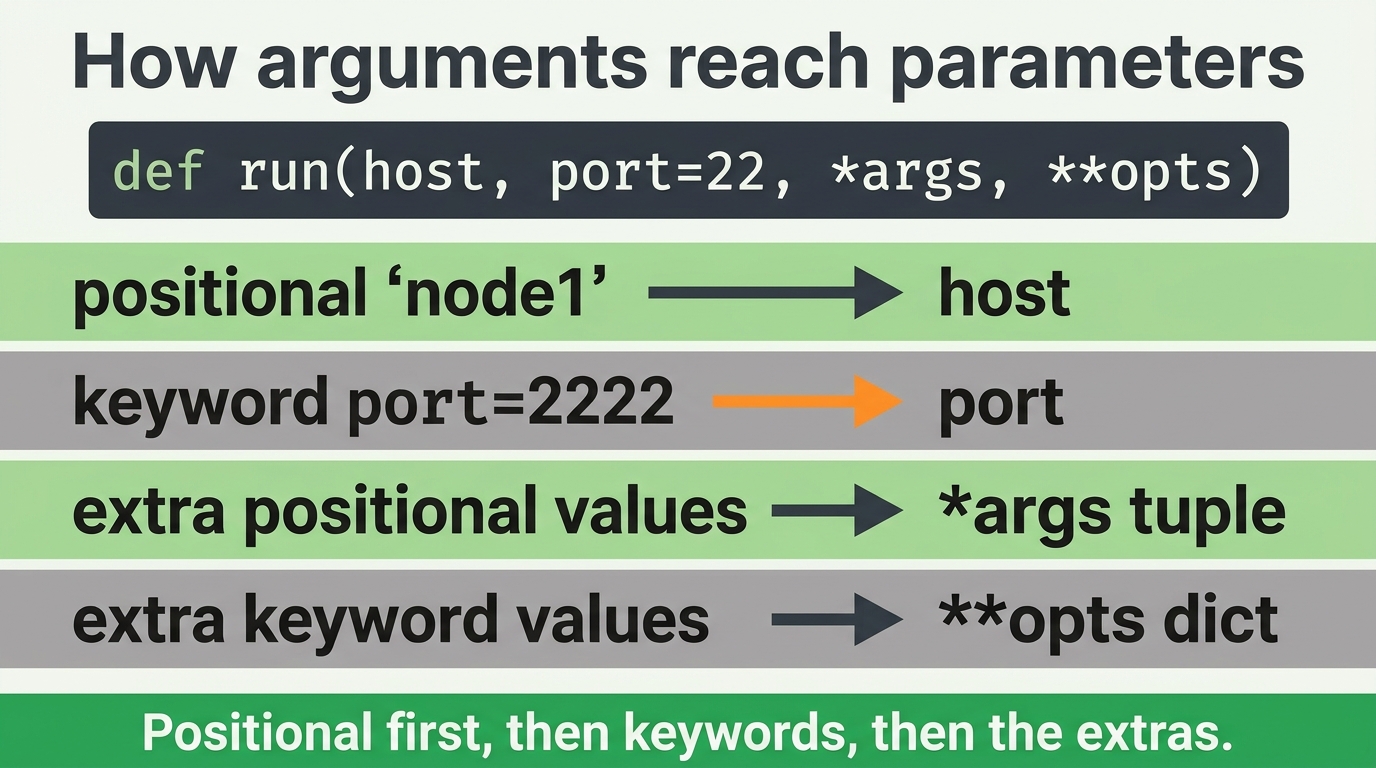 How arguments reach parameters
def run(host, port=22, *args, **opts)
positional ‘node1’ host
keyword port=2222 port
extra positional values *args tuple
extra keyword values **opts dict
Positional first, then keywords, then the extras.